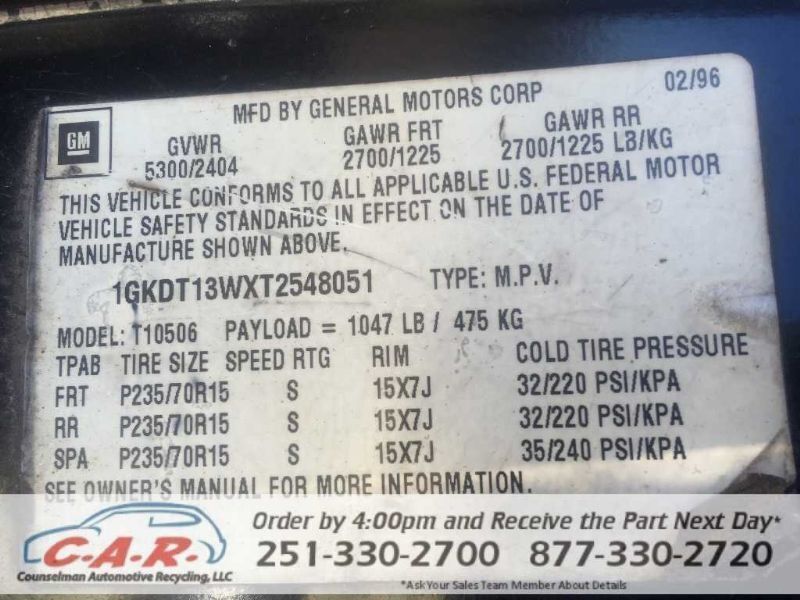 MFD BY GENERAL MOTORS CORP 02/96
GM
GVWR GAWR FRT GAWR RR
5300/2404 2700/1225 2700/1225 LB/KG
THIS VEHICLE CONFORMS TO ALL APPLICABLE U.S. FEDERAL MOTOR
VEHICLE SAFETY STANDARDS IN EFFECT ON THE DATE OF
MANUFACTURE SHOWN ABOVE.
1GKDT13WXT2548051 TYPE: M.P.V.
MODEL: T10506 PAYLOAD = 1047 LB / 475 KG
TPAB TIRE SIZE SPEED RTG RIM COLD TIRE PRESSURE
FRT P235/70R15 S 15X7J 32/220 PSI/KPA
RR P235/70R15 S 15X7J 32/220 PSI/KPA
SPA P235/70R15 S 15X7J 35/240 PSI/KPA
SEE OWNER'S MANUAL FOR MORE INFORMATION.
C-A-R-
Counselman Automotive Recycling, LLC
Order by 4:00pm and Receive the Part Next Day*
251-330-2700 877-330-2720
*Ask Your Sales Team Member About Details